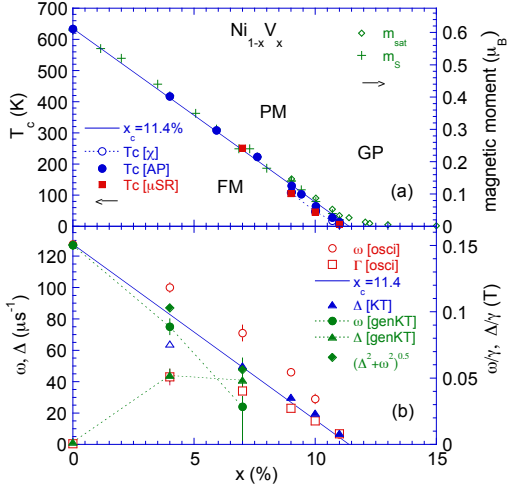 Ni1-xVx
m_sat
m_S
PM
GP
FM
x_c=11.4%
Tc [χ]
Tc [AP]
Tc [μSR]
(a)
T_c (K)
700
600
500
400
300
200
100
0
magnetic moment (μ_B)
0.6
0.5
0.4
0.3
0.2
0.1
0
ω [osci]
Γ [osci]
x_c=11.4
Δ [KT]
ω [genKT]
Δ [genKT]
(Δ²+ω²)^0.5
(b)
ω, Δ (μs⁻¹)
120
100
80
60
40
20
0
ω/γ, Δ/γ (T)
0.15
0.1
0.05
0
0
5
10
15
x (%)